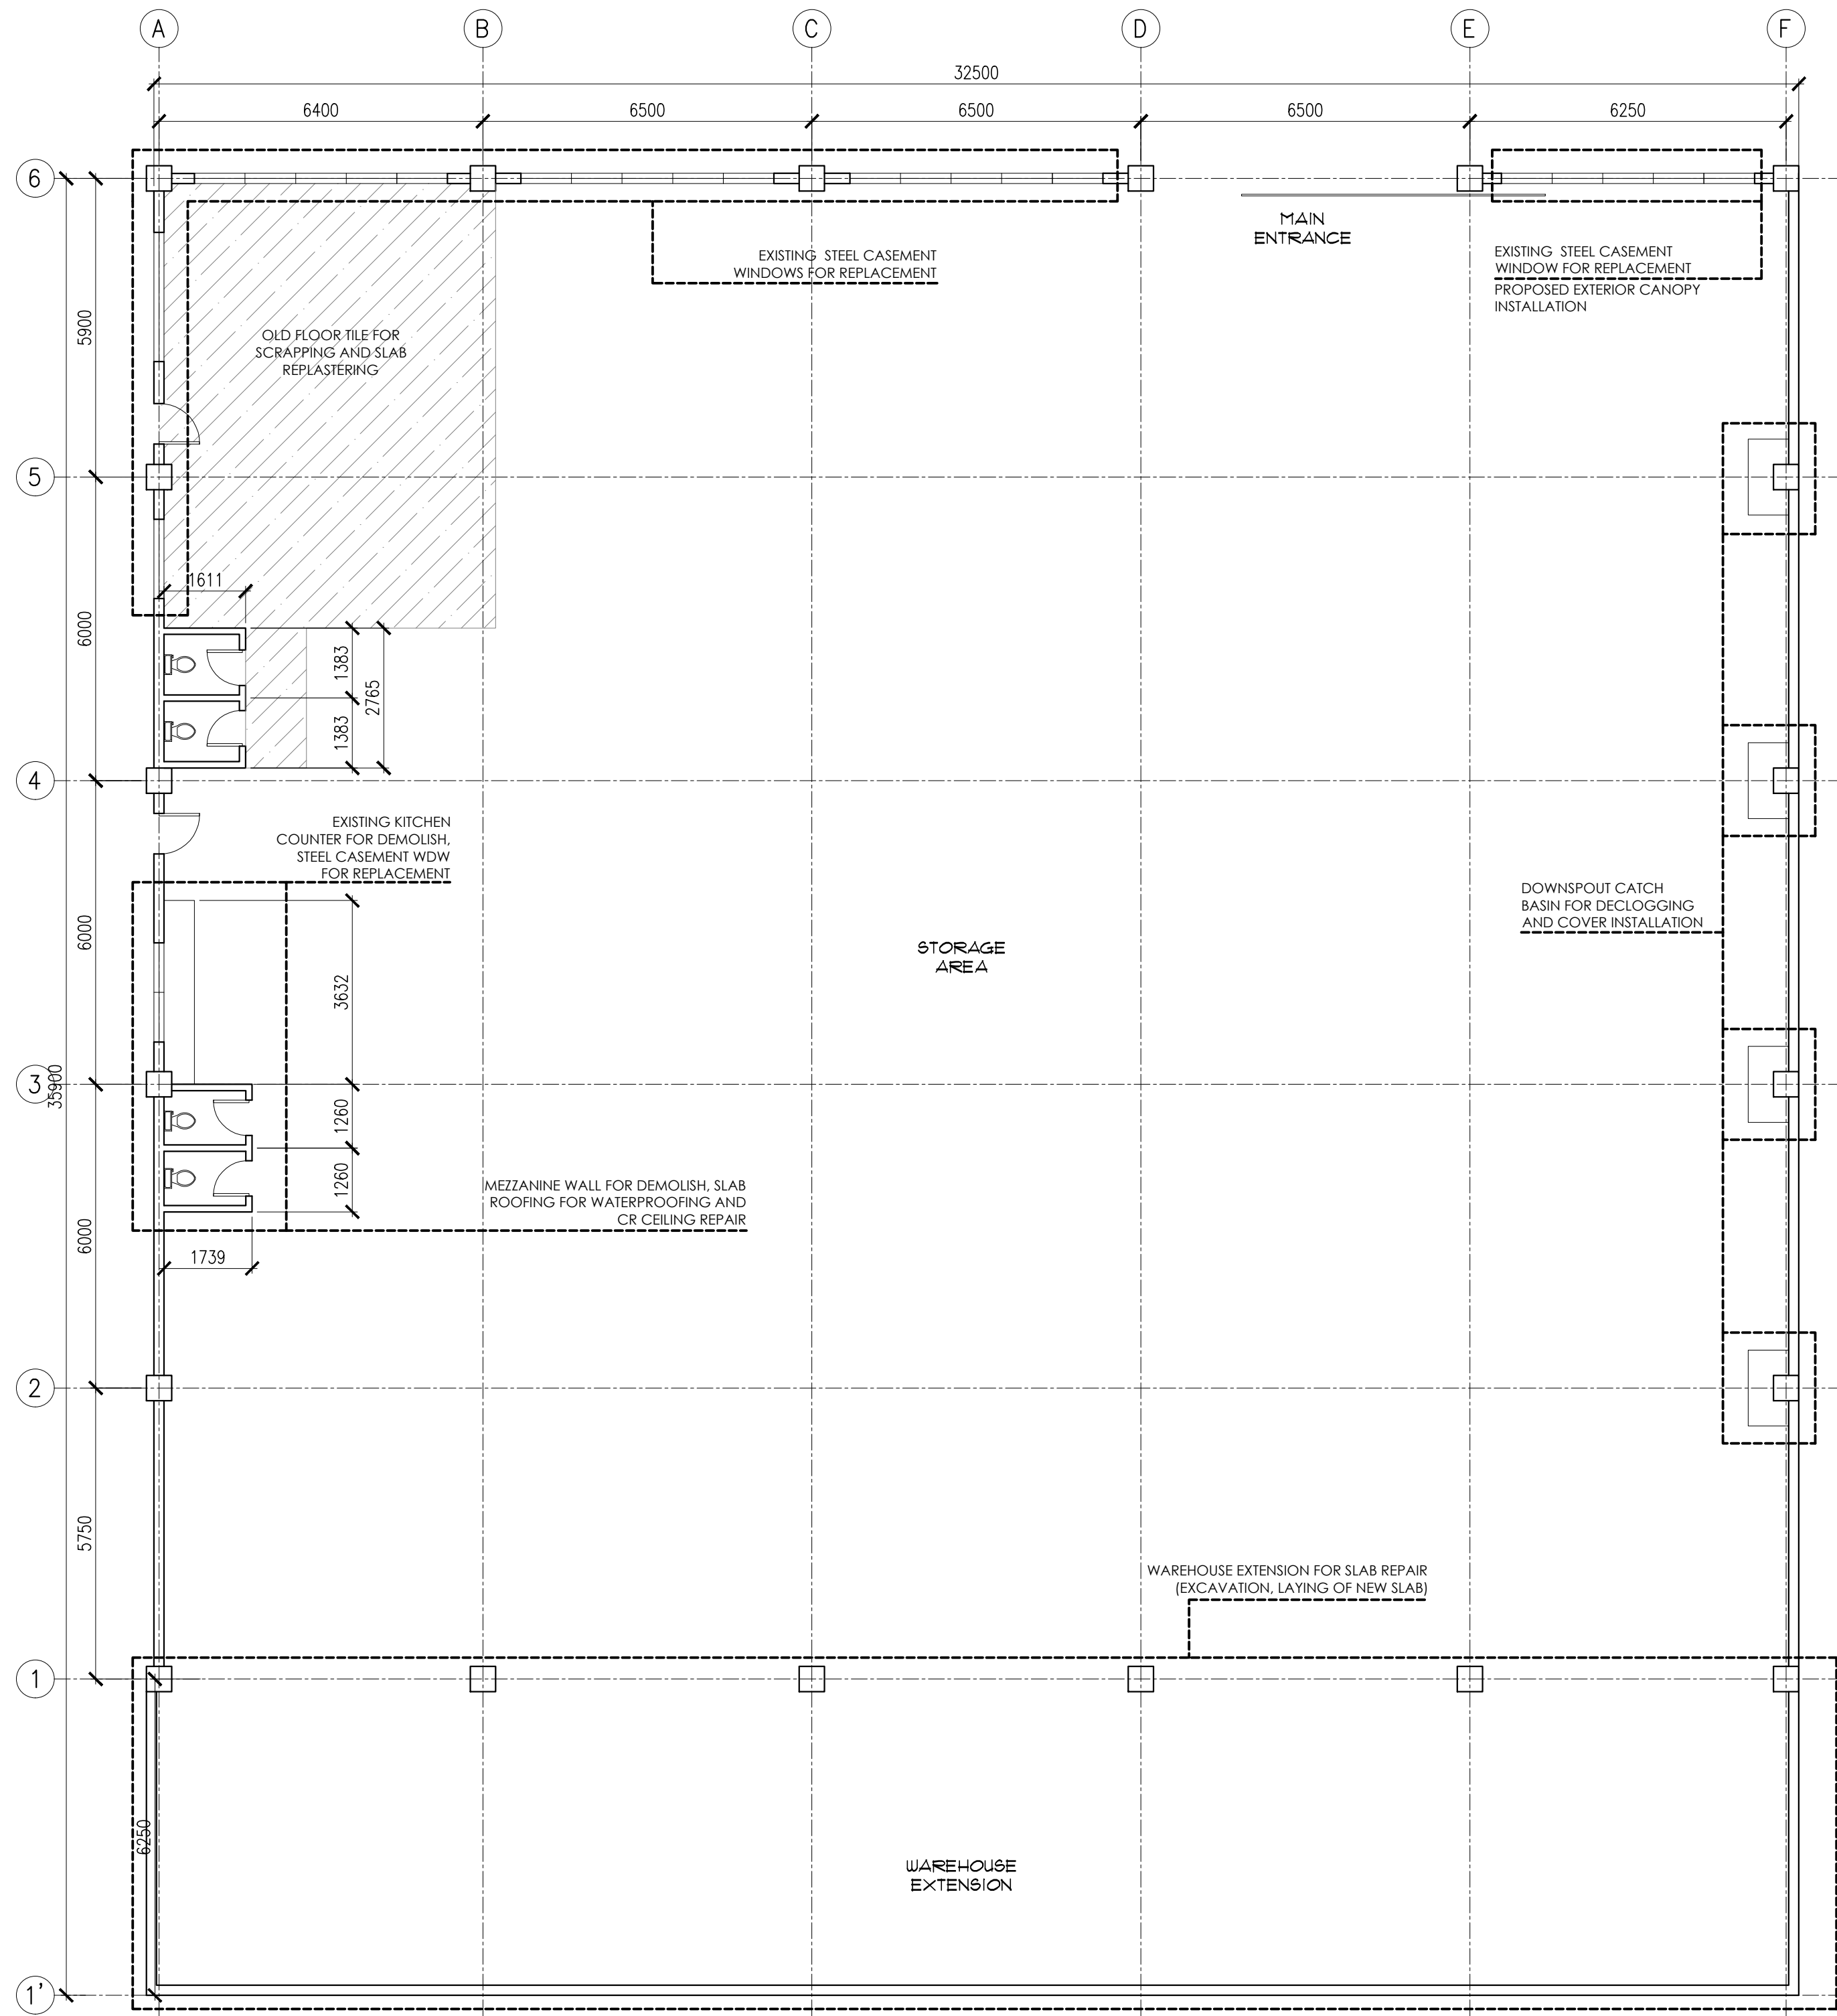 A
B
C
D
E
F
32500
6400
6500
6500
6500
6250
6
MAIN
ENTRANCE
EXISTING STEEL CASEMENT
WINDOWS FOR REPLACEMENT
EXISTING STEEL CASEMENT
WINDOW FOR REPLACEMENT
PROPOSED EXTERIOR CANOPY
INSTALLATION
5900
OLD FLOOR TILE FOR
SCRAPPING AND SLAB
REPLASTERING
5
1611
6000
1383
2765
1383
4
EXISTING KITCHEN
COUNTER FOR DEMOLISH,
STEEL CASEMENT WDW
FOR REPLACEMENT
DOWNSPOUT CATCH
BASIN FOR DECLOGGING
AND COVER INSTALLATION
6000
STORAGE
AREA
3632
3
35900
1260
1260
MEZZANINE WALL FOR DEMOLISH, SLAB
ROOFING FOR WATERPROOFING AND
CR CEILING REPAIR
6000
1739
2
5750
WAREHOUSE EXTENSION FOR SLAB REPAIR
(EXCAVATION, LAYING OF NEW SLAB)
1
6250
WAREHOUSE
EXTENSION
1'